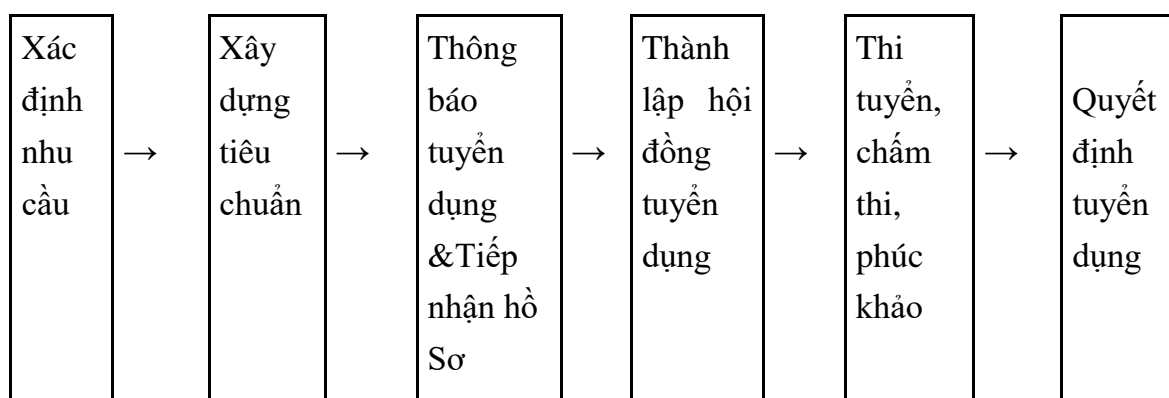 Xác
định
nhu
cầu
→
Xây
dựng
tiêu
chuẩn
→
Thông
báo
tuyển
dụng
&Tiếp
nhận hồ
Sơ
→
Thành
lập hội
đồng
tuyển
dụng
→
Thi
tuyển,
chấm
thi,
phúc
khảo
→
Quyết
định
tuyển
dụng